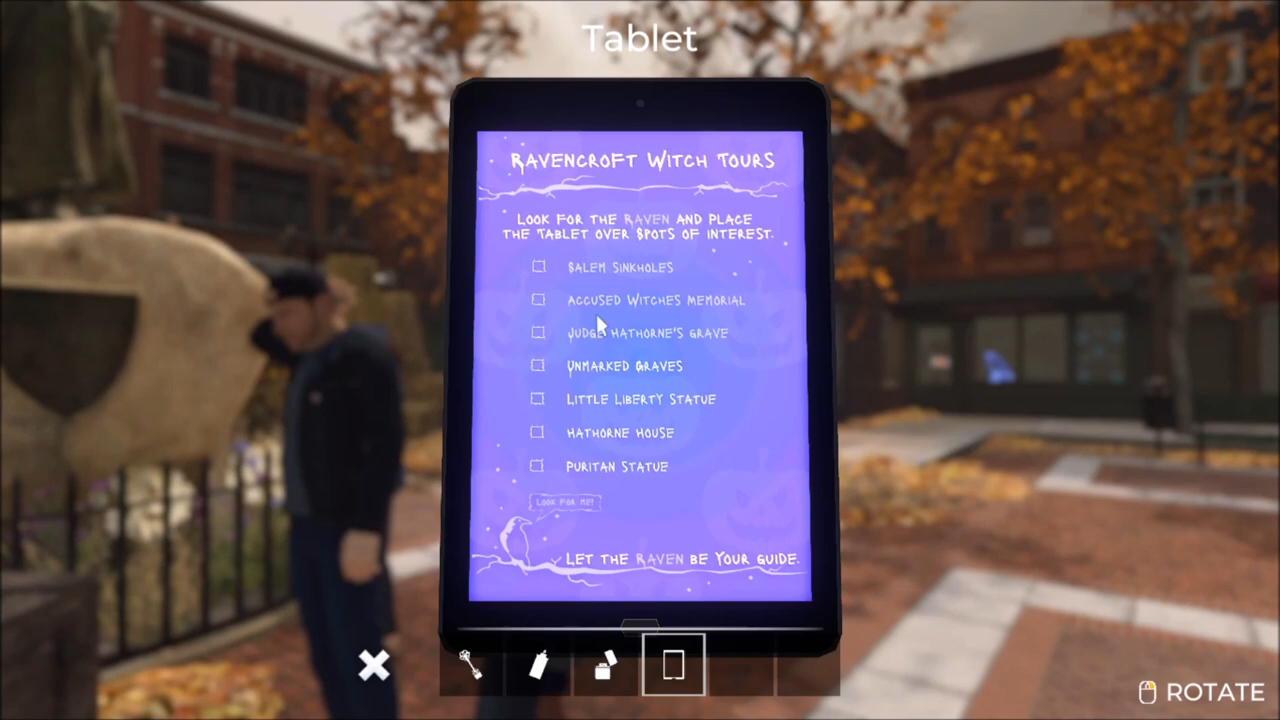 Tablet
RAVENCROFT WITCH TOURS
LOOK FOR THE RAVEN AND PLACE
THE TABLET OVER SPOTS OF INTEREST.
SALEM SINKHOLES
ACCUSED WITCHES MEMORIAL
JUDGE HATHORNE'S GRAVE
UNMARKED GRAVES
LITTLE LIBERTY STATUE
HATHORNE HOUSE
PURITAN STATUE
LOOK FOR ME!
LET THE RAVEN BE YOUR GUIDE.
ROTATE